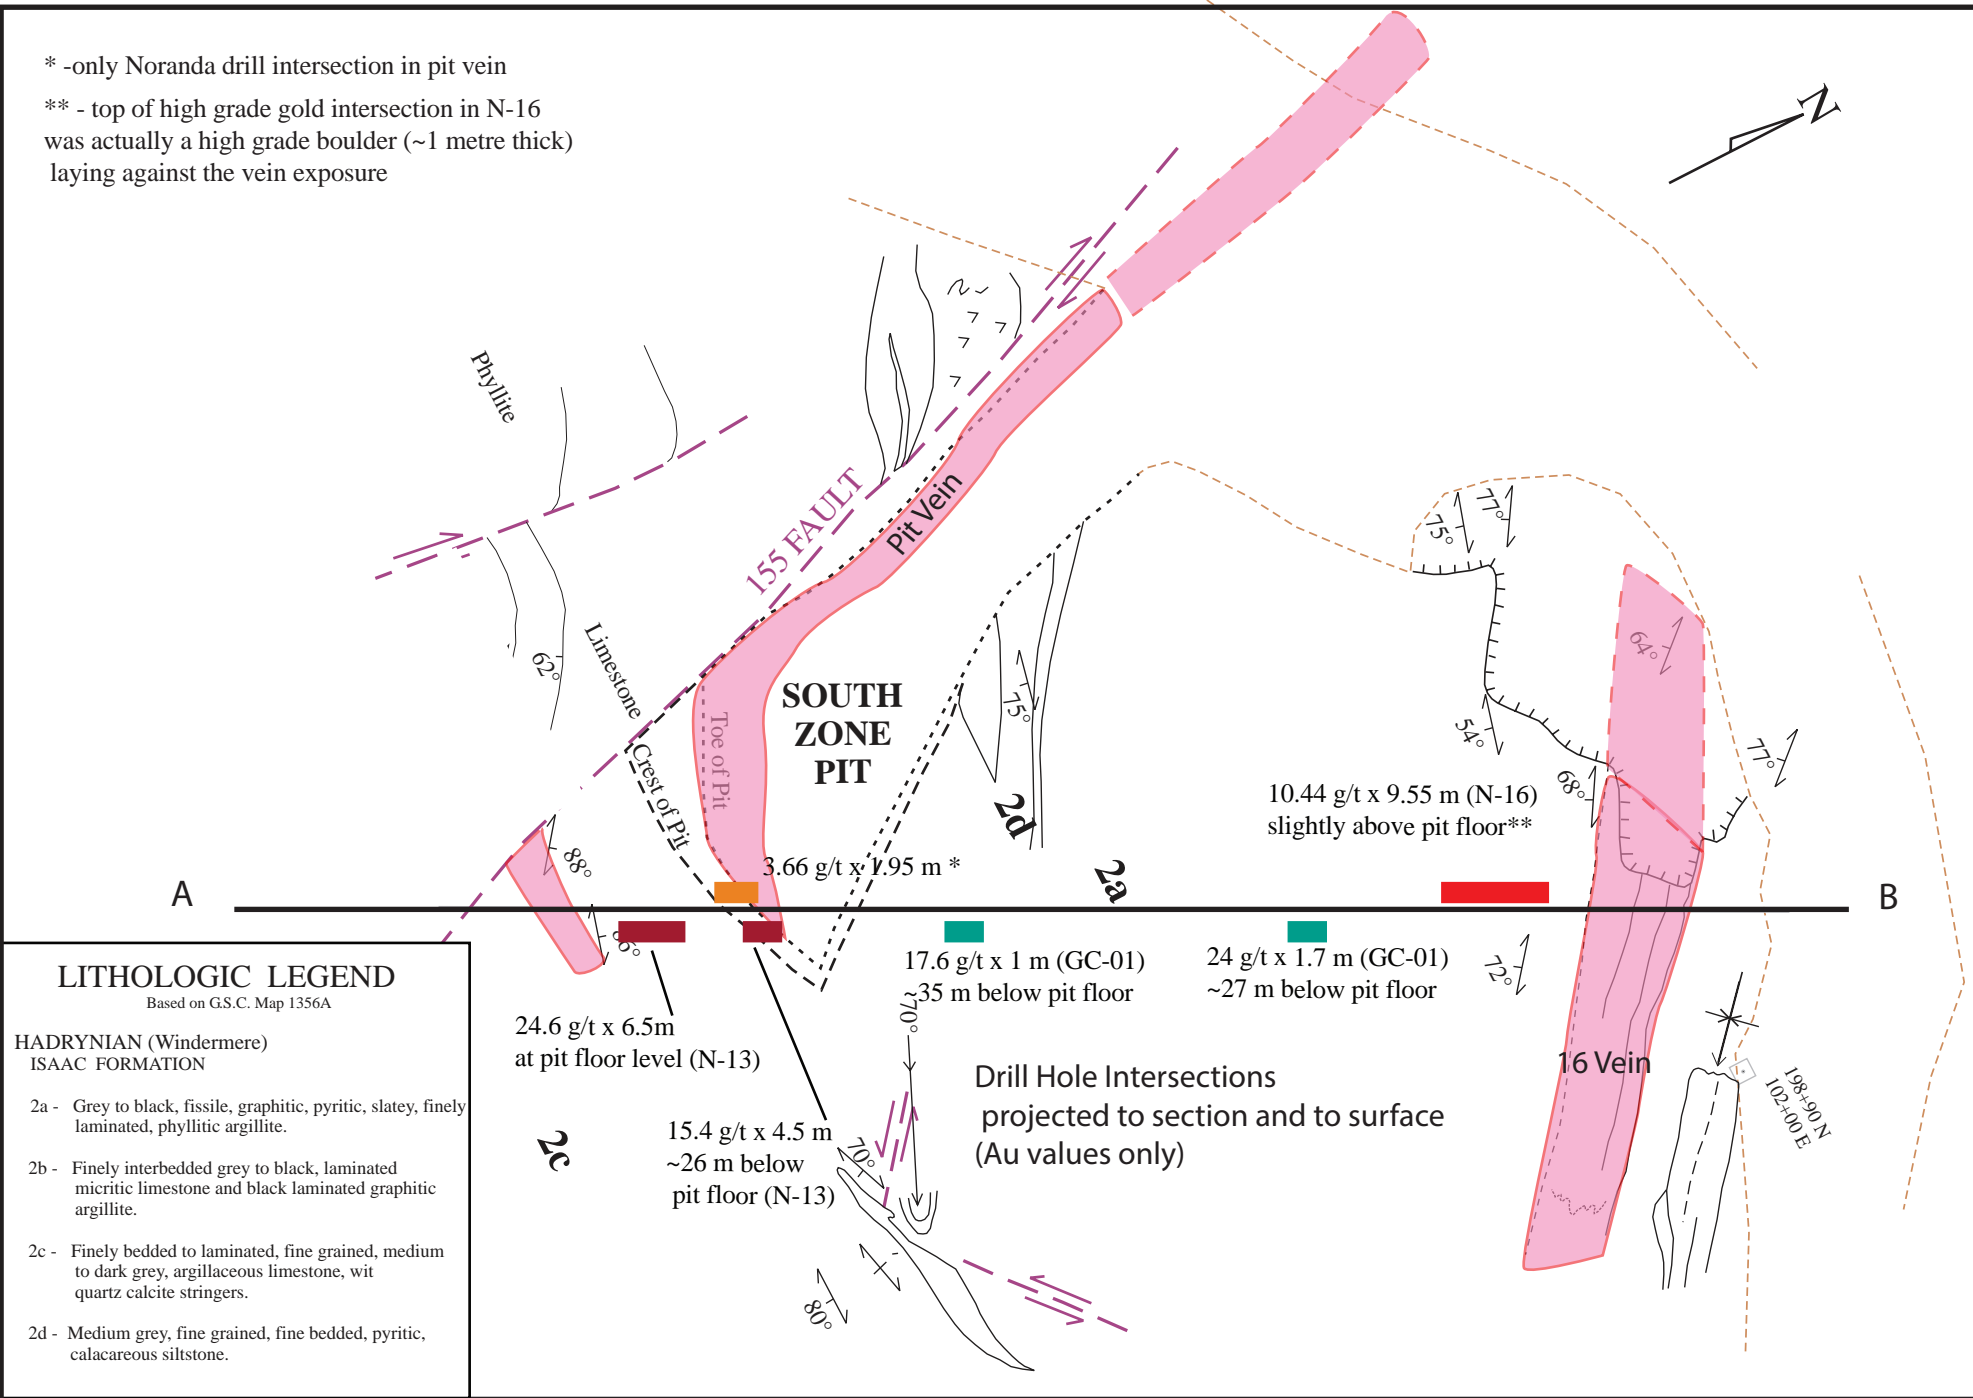 * -only Noranda drill intersection in pit vein
** - top of high grade gold intersection in N-16
was actually a high grade boulder (~1 metre thick)
laying against the vein exposure
N
Phyllite
155 FAULT
Pit Vein
75°
77°
62°
Limestone
Crest of Pit
Toe of Pit
SOUTH
ZONE
PIT
75°
64°
54°
77°
68°
2d
10.44 g/t x 9.55 m (N-16)
slightly above pit floor**
88°
3.66 g/t x 1.95 m *
2a
A
B
86°
17.6 g/t x 1 m (GC-01)
~35 m below pit floor
24 g/t x 1.7 m (GC-01)
~27 m below pit floor
72°
70°
24.6 g/t x 6.5m
at pit floor level (N-13)
16 Vein
Drill Hole Intersections
projected to section and to surface
(Au values only)
198+90 N
102+00 E
2c
15.4 g/t x 4.5 m
~26 m below
pit floor (N-13)
70°
80°
LITHOLOGIC LEGEND
Based on G.S.C. Map 1356A
HADRYNIAN (Windermere)
ISAAC FORMATION
2a - Grey to black, fissile, graphitic, pyritic, slatey, finely
laminated, phyllitic argillite.
2b - Finely interbedded grey to black, laminated
micritic limestone and black laminated graphitic
argillite.
2c - Finely bedded to laminated, fine grained, medium
to dark grey, argillaceous limestone, wit
quartz calcite stringers.
2d - Medium grey, fine grained, fine bedded, pyritic,
calacareous siltstone.